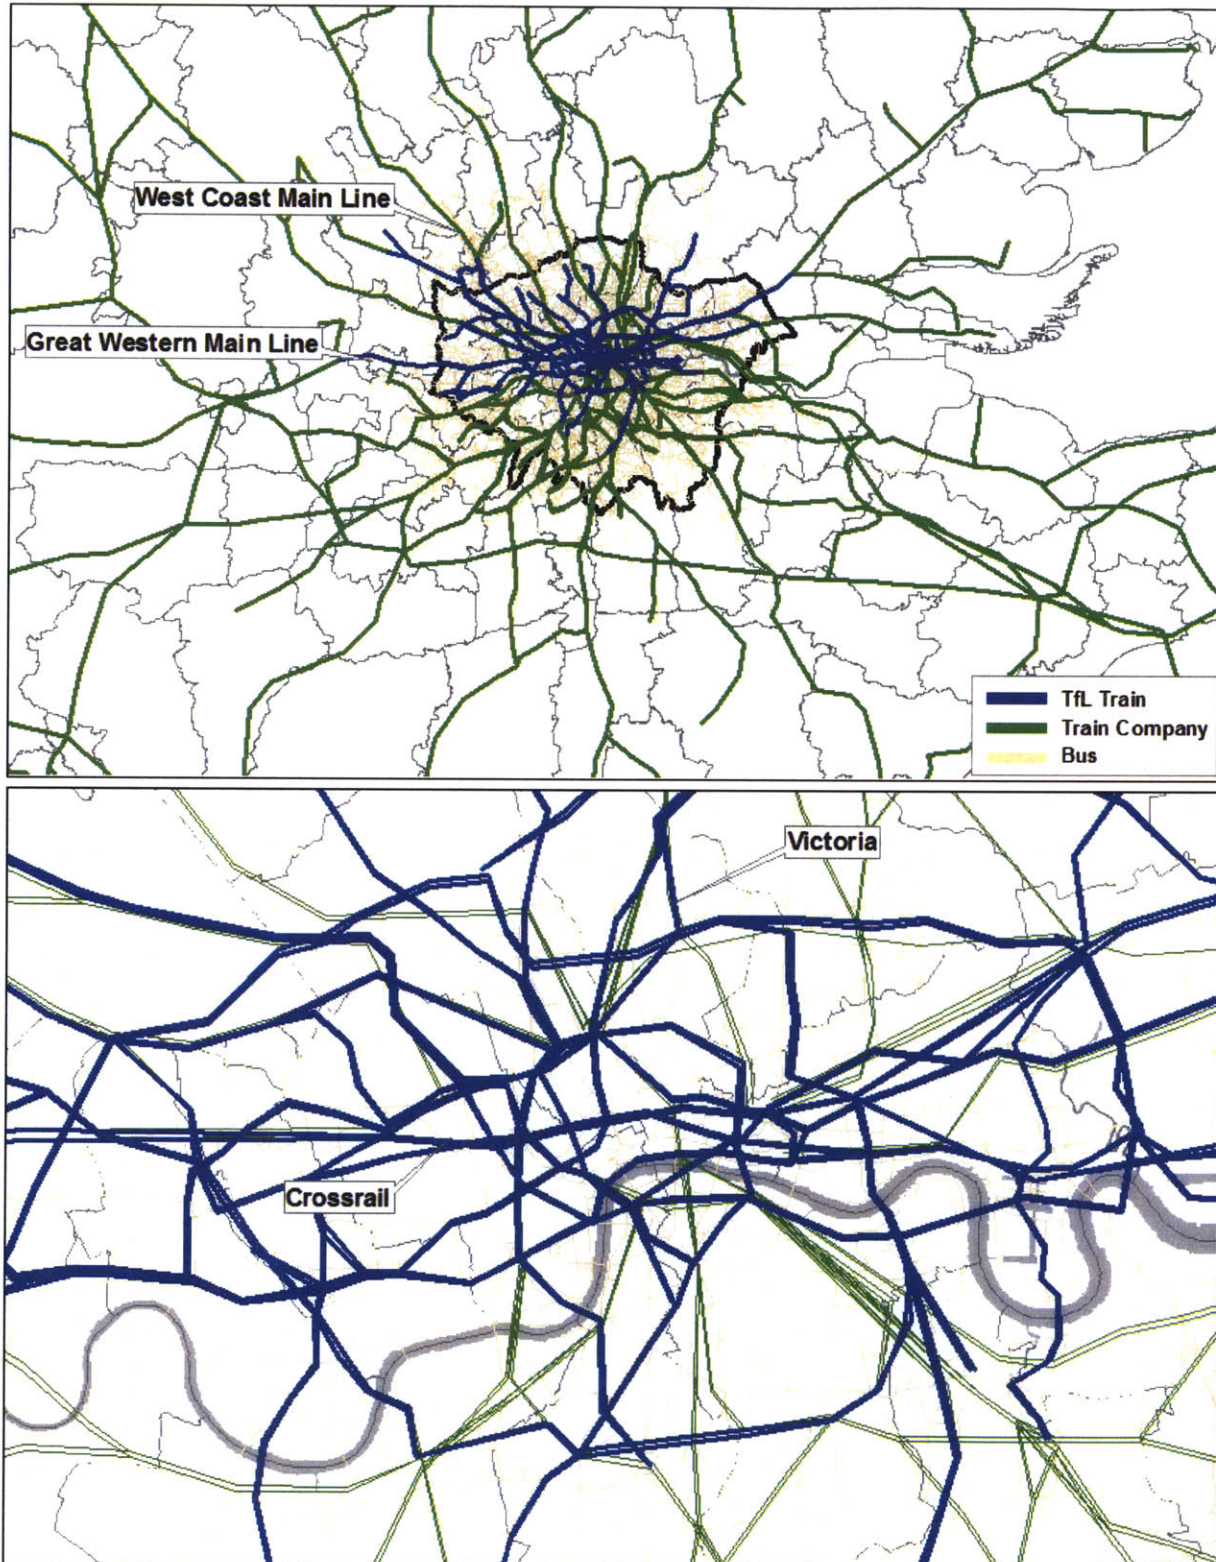 West Coast Main Line
Great Western Main Line
TfL Train
Train Company
Bus
Victoria
Crossrail